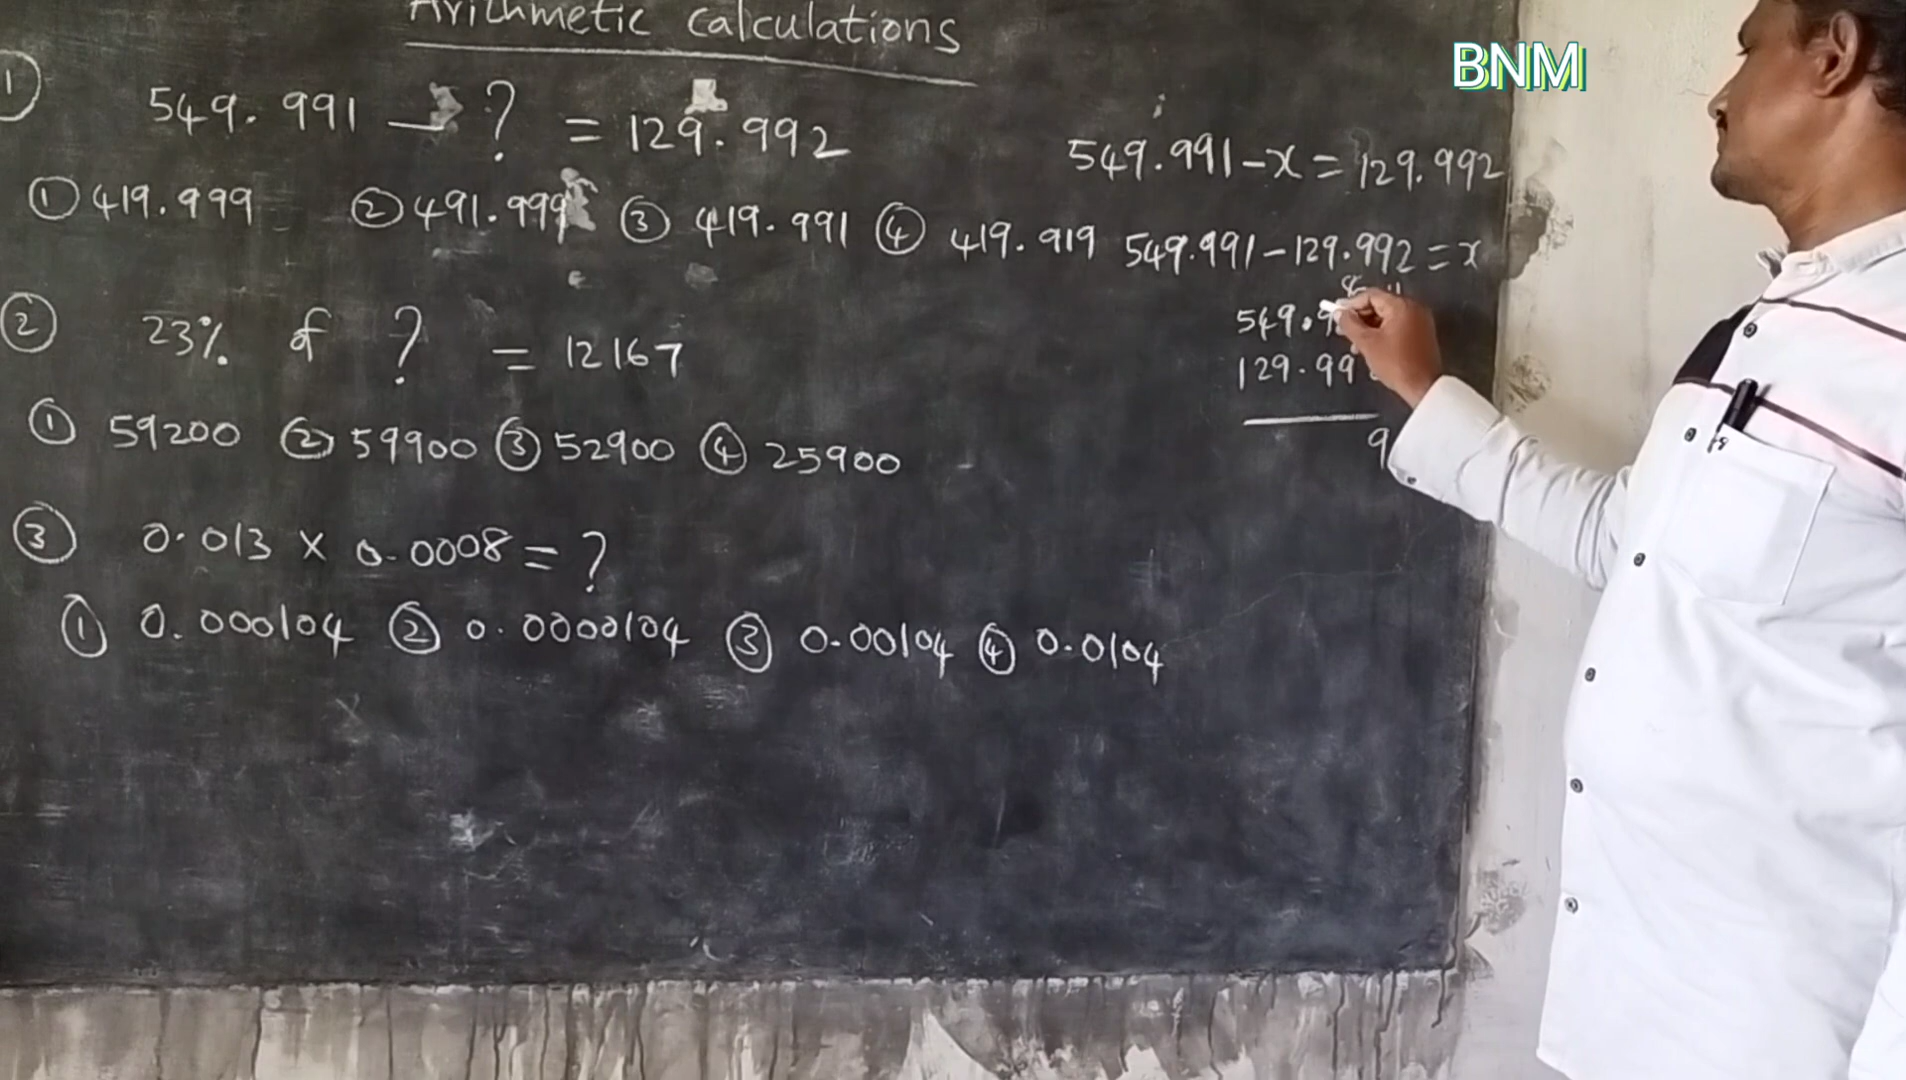 Arithmetic calculations
BNM
① 549.991 - ? = 129.992
① 419.999 ② 491.999 ③ 419.991 ④ 419.919
② 23% of ? = 12167
① 59200 ② 59900 ③ 52900 ④ 25900
③ 0.013 × 0.0008 = ?
① 0.000104 ② 0.0000104 ③ 0.00104 ④ 0.0104
549.991 - x = 129.992
549.991 - 129.992 = x
8 11
549.9
129.99
9